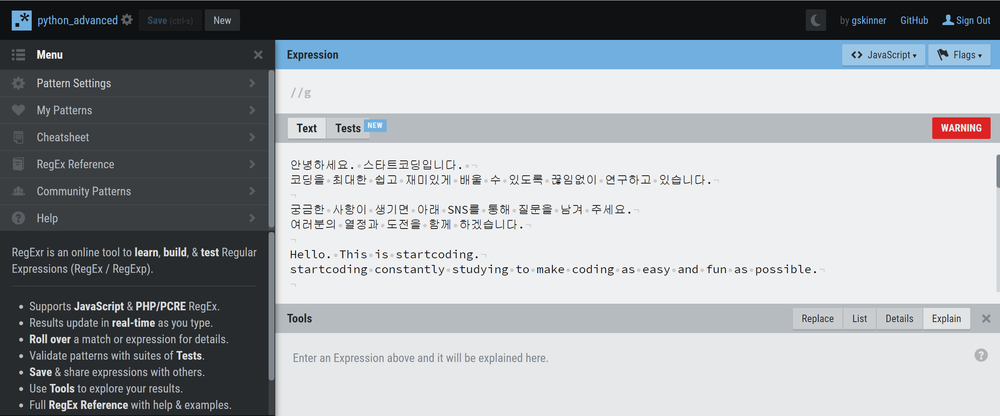 python_advanced
Save (ctrl-s)
New
by gskinner
GitHub
Sign Out
Menu
Pattern Settings
My Patterns
Cheatsheet
RegEx Reference
Community Patterns
Help
RegExr is an online tool to learn, build, & test Regular
Expressions (RegEx / RegExp).
Supports JavaScript & PHP/PCRE RegEx.
Results update in real-time as you type.
Roll over a match or expression for details.
Validate patterns with suites of Tests.
Save & share expressions with others.
Use Tools to explore your results.
Full RegEx Reference with help & examples.
Expression
JavaScript
Flags
//g
Text
Tests
NEW
WARNING
안녕하세요. 스타트코딩입니다.
코딩을 최대한 쉽고 재미있게 배울 수 있도록 끊임없이 연구하고 있습니다.
궁금한 사항이 생기면 아래 SNS를 통해 질문을 남겨 주세요.
여러분의 열정과 도전을 함께 하겠습니다.
Hello. This is startcoding.
startcoding constantly studying to make coding as easy and fun as possible.
Tools
Replace
List
Details
Explain
Enter an Expression above and it will be explained here.